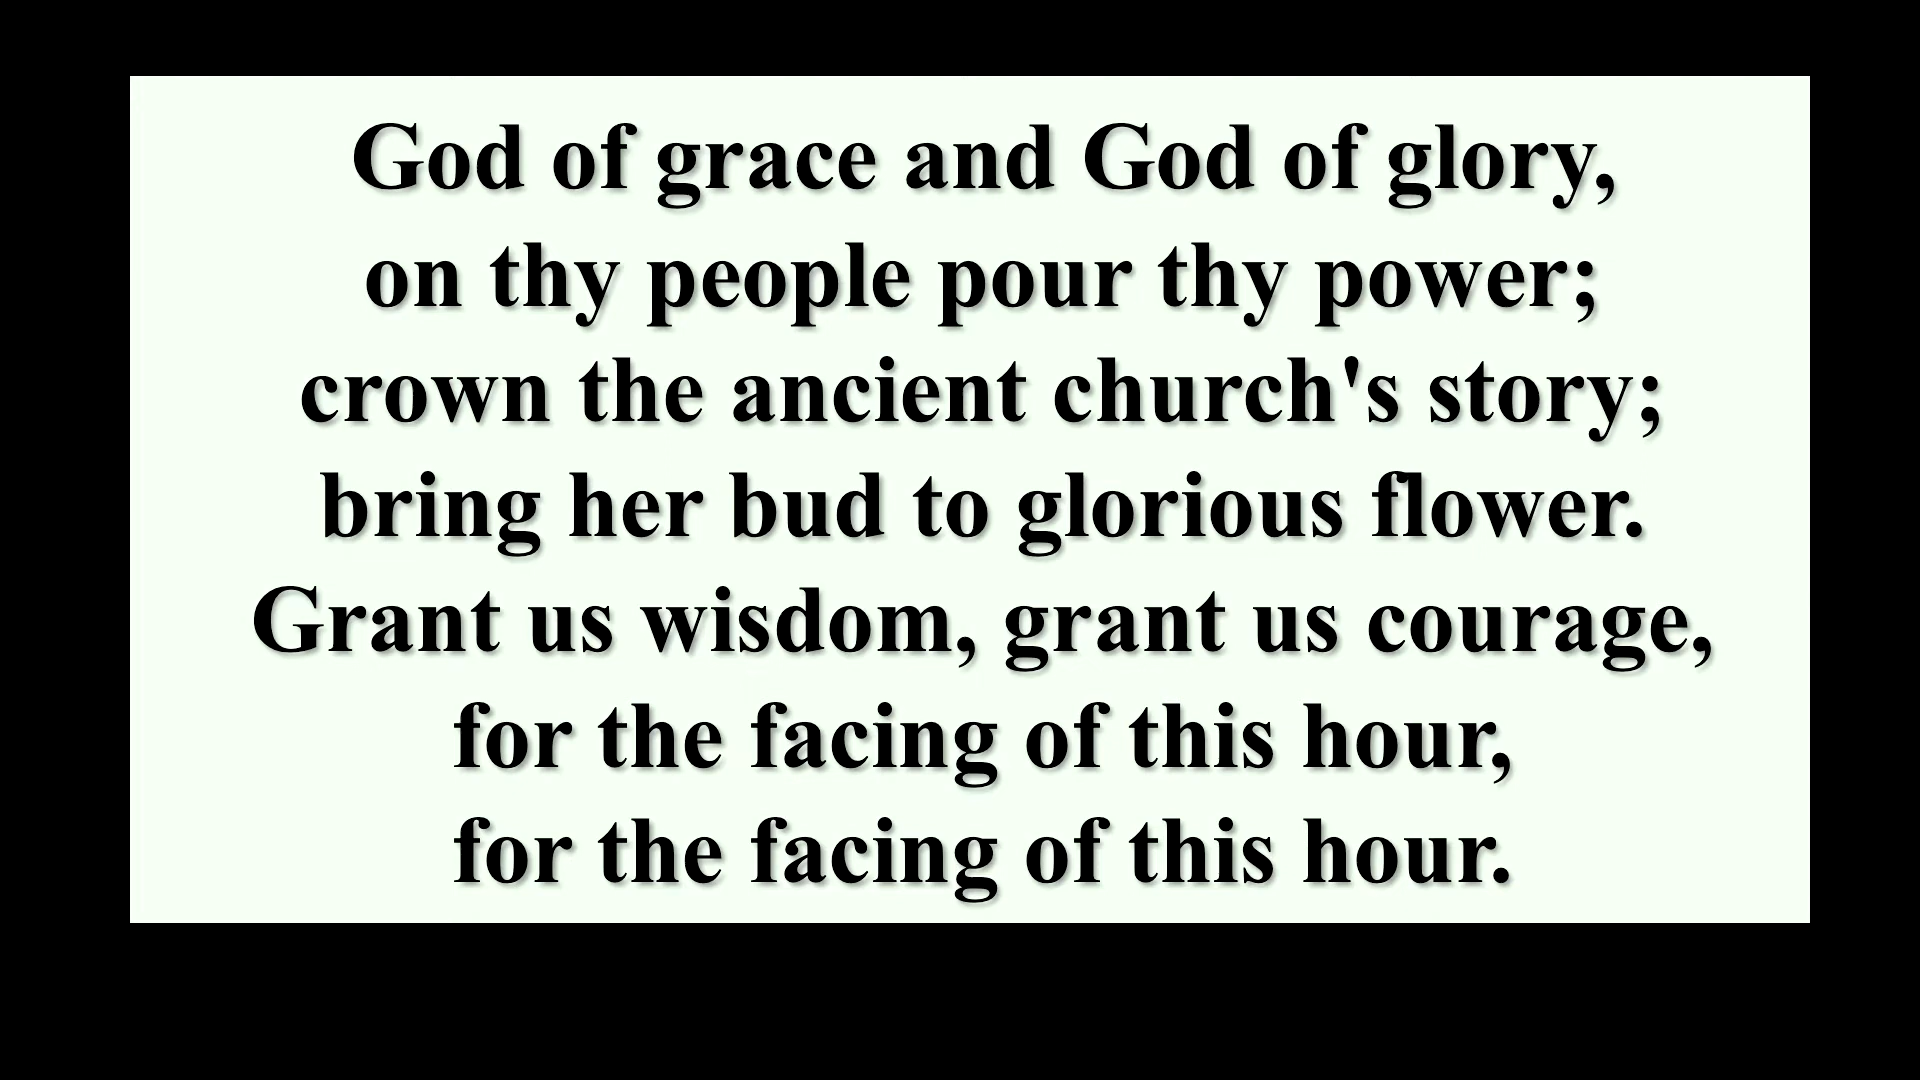 God of grace and God of glory,
on thy people pour thy power;
crown the ancient church's story;
bring her bud to glorious flower.
Grant us wisdom, grant us courage,
for the facing of this hour,
for the facing of this hour.